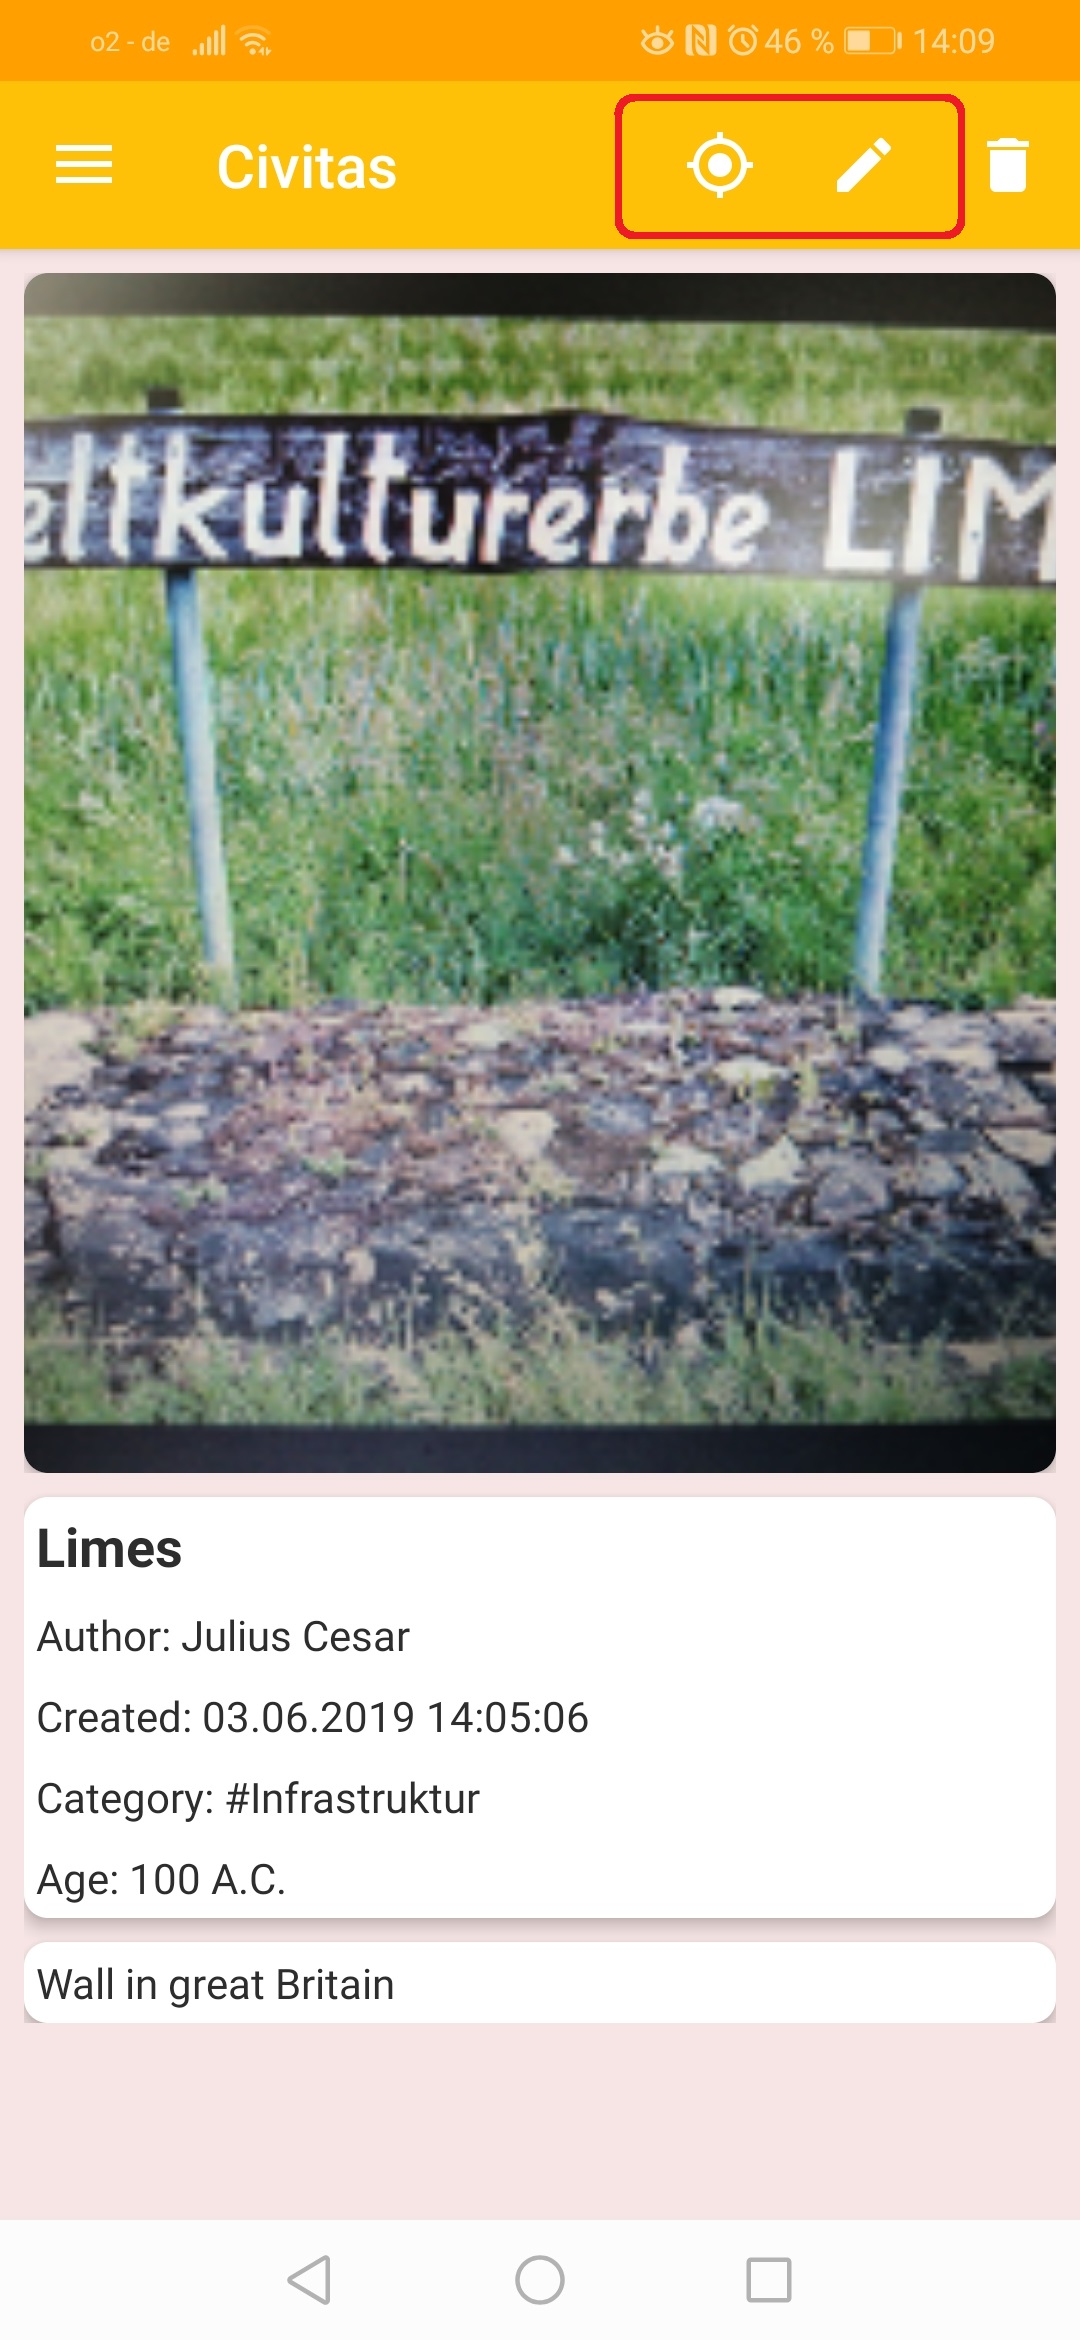 o2 - de 46 % 14:09
Civitas
eltkulturerbe LIM
Limes
Author: Julius Cesar
Created: 03.06.2019 14:05:06
Category: #Infrastruktur
Age: 100 A.C.
Wall in great Britain